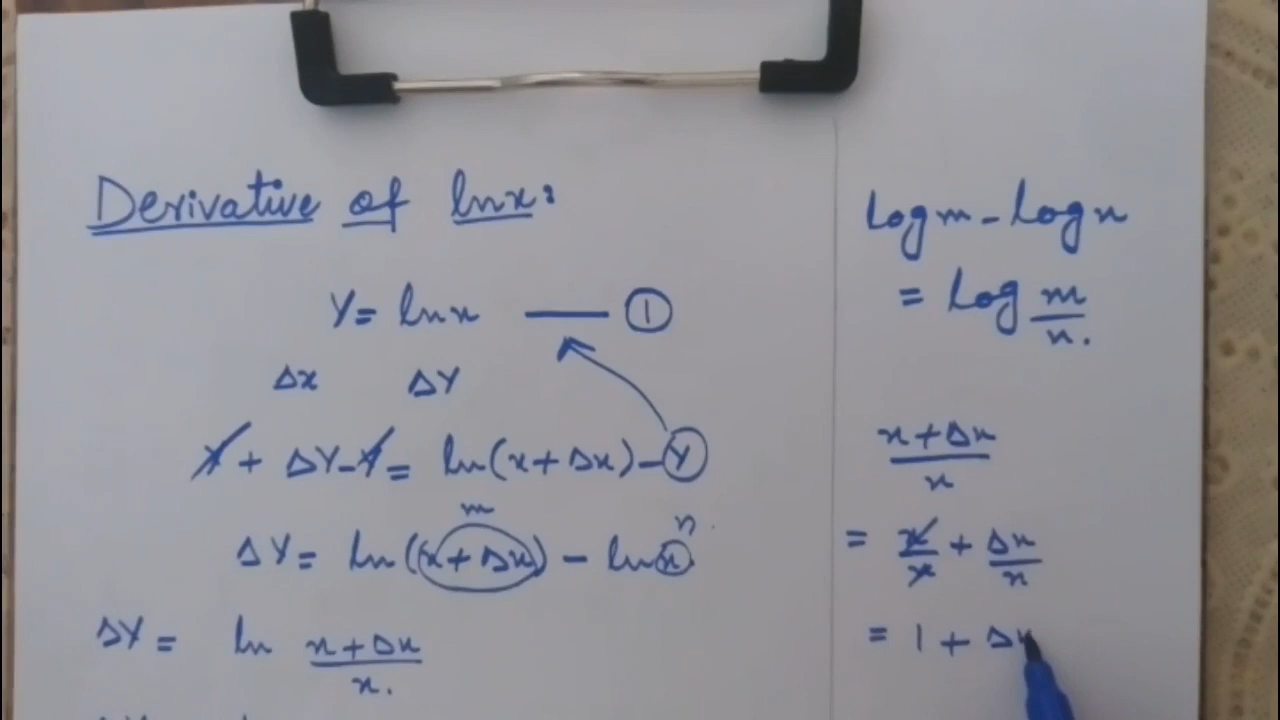 Derivative of lnx:
Y = lnx — ①
Δx ΔY
Y + ΔY - Y = ln(x+Δx) - Y
m n
ΔY = ln(x+Δx) - lnx
ΔY = ln x+Δx
x.
log m - log n
= log m
n.
x+Δx
x
= x + Δx
x x
= 1 + Δx